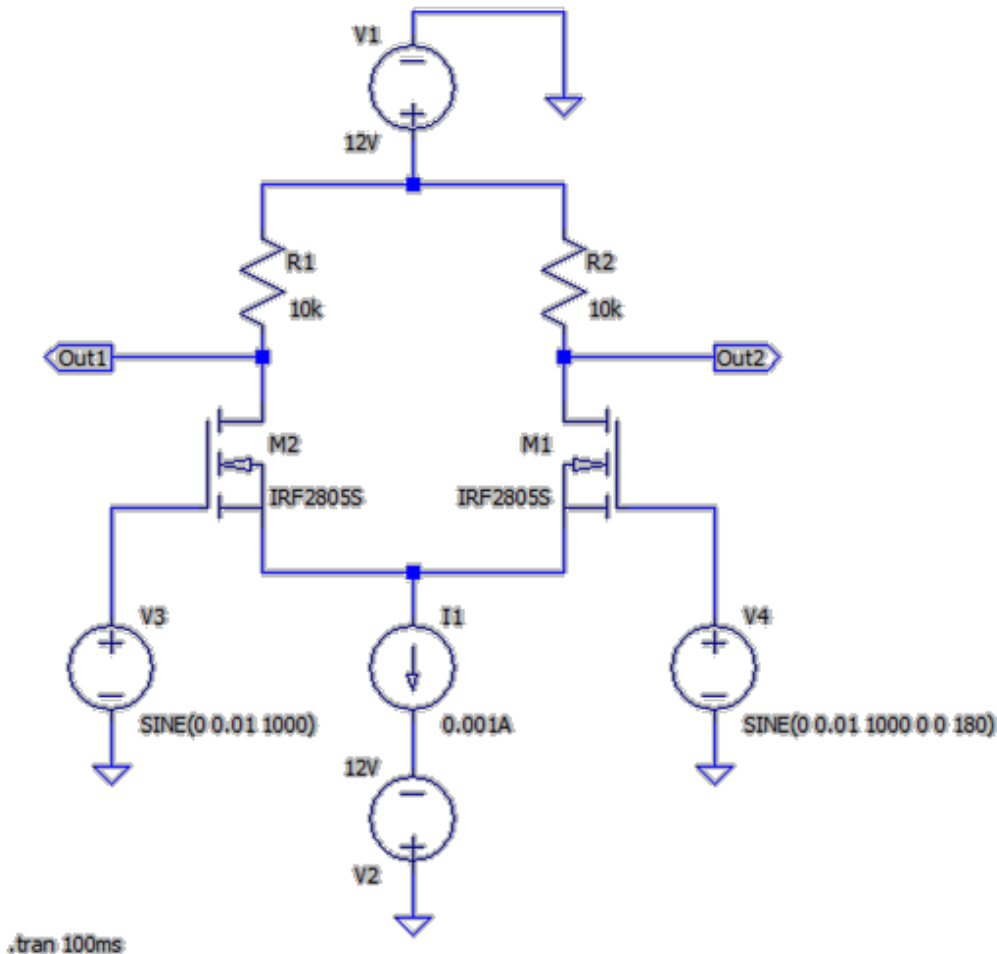 V1
12V
R1
R2
10k
10k
Out1
Out2
M2
M1
IRF2805S
IRF2805S
V3
I1
V4
SINE(0 0.01 1000)
0.001A
SINE(0 0.01 1000 0 0 180)
12V
V2
.tran 100ms